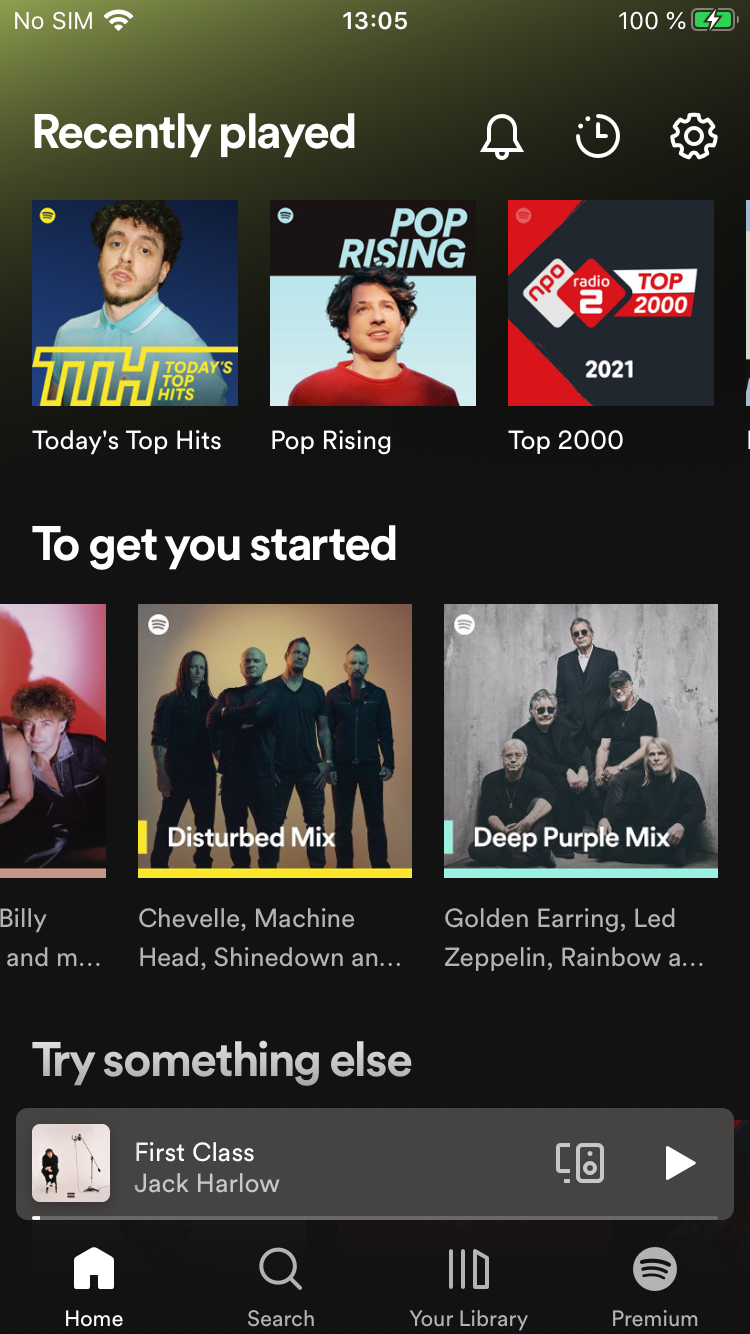 No SIM
13:05
100 %
Recently played
POP
RISING
npo
radio
2
TOP
2000
2021
TTH
TODAY'S
TOP
HITS
Today's Top Hits
Pop Rising
Top 2000
To get you started
Disturbed Mix
Deep Purple Mix
Billy
and m...
Chevelle, Machine
Head, Shinedown an...
Golden Earring, Led
Zeppelin, Rainbow a...
Try something else
First Class
Jack Harlow
Home
Search
Your Library
Premium